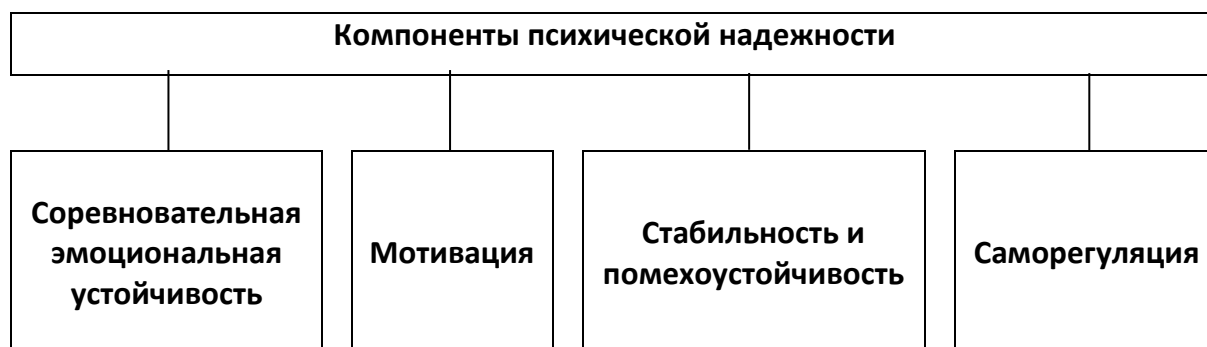 Компоненты психической надежности
Соревновательная
эмоциональная
устойчивость
Мотивация
Стабильность и
помехоустойчивость
Саморегуляция